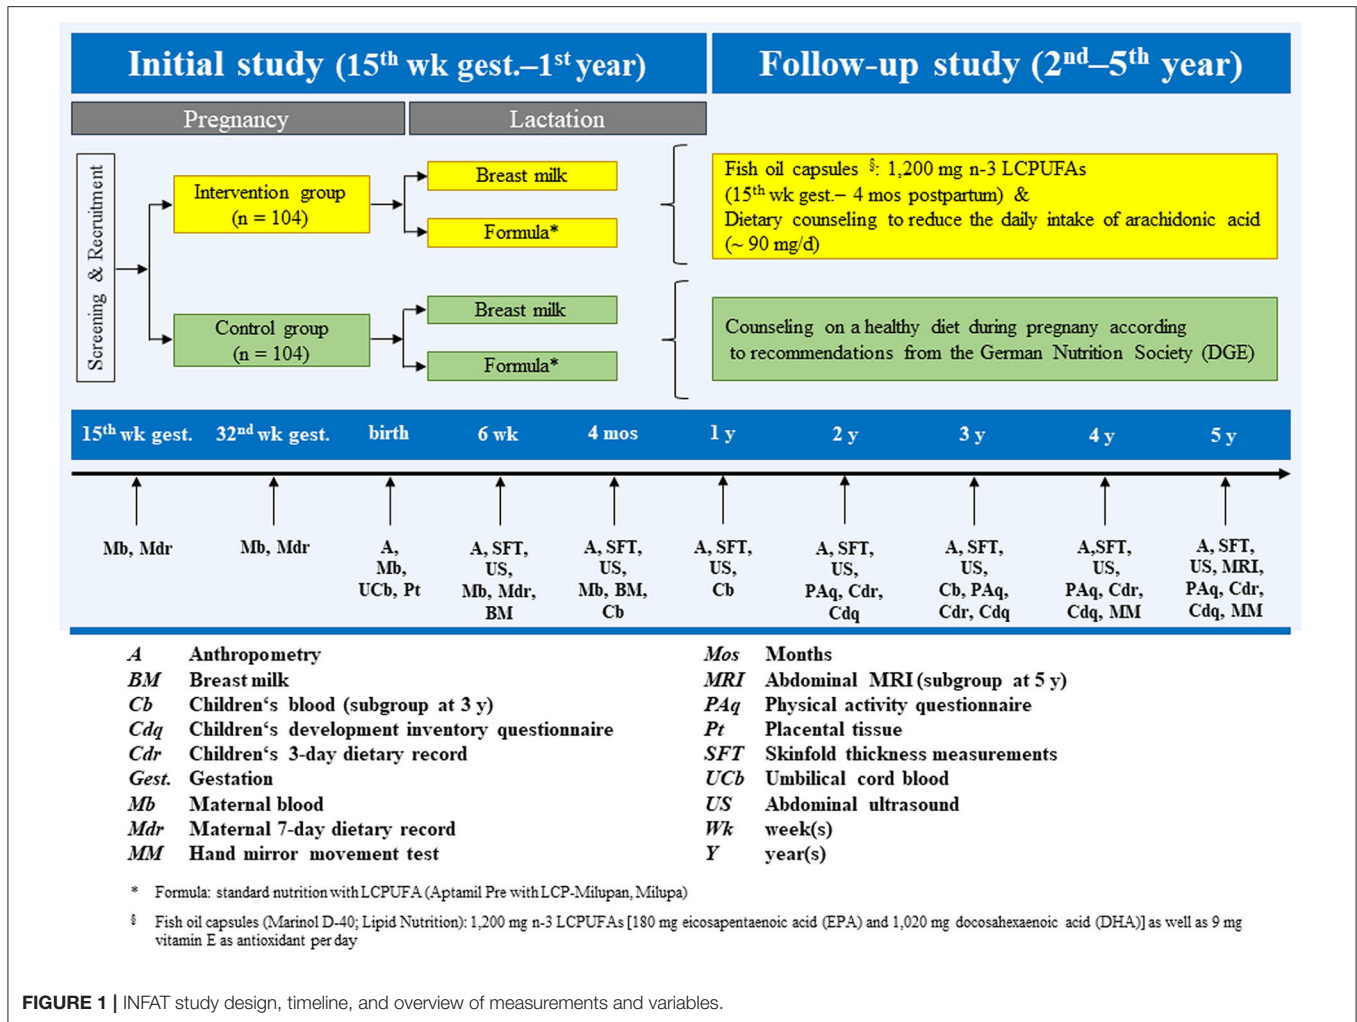 Initial study (15th wk gest.–1st year)
Follow-up study (2nd–5th year)
Pregnancy
Lactation
Screening & Recruitment
Intervention group
(n = 104)
Control group
(n = 104)
Breast milk
Formula*
Breast milk
Formula*
Fish oil capsules §: 1,200 mg n-3 LCPUFAs
(15th wk gest.– 4 mos postpartum) &
Dietary counseling to reduce the daily intake of arachidonic acid
(~ 90 mg/d)
Counseling on a healthy diet during pregnany according
to recommendations from the German Nutrition Society (DGE)
15th wk gest.
32nd wk gest.
birth
6 wk
4 mos
1 y
2 y
3 y
4 y
5 y
Mb, Mdr
Mb, Mdr
A,
Mb,
UCb, Pt
A, SFT,
US,
Mb, Mdr,
BM
A, SFT,
US,
Mb, BM,
Cb
A, SFT,
US,
Cb
A, SFT,
US,
PAq, Cdr,
Cdq
A, SFT,
US,
Cb, PAq,
Cdr, Cdq
A,SFT,
US,
PAq, Cdr,
Cdq, MM
A, SFT,
US, MRI,
PAq, Cdr,
Cdq, MM
A Anthropometry
BM Breast milk
Cb Children‘s blood (subgroup at 3 y)
Cdq Children‘s development inventory questionnaire
Cdr Children‘s 3-day dietary record
Gest. Gestation
Mb Maternal blood
Mdr Maternal 7-day dietary record
MM Hand mirror movement test
Mos Months
MRI Abdominal MRI (subgroup at 5 y)
PAq Physical activity questionnaire
Pt Placental tissue
SFT Skinfold thickness measurements
UCb Umbilical cord blood
US Abdominal ultrasound
Wk week(s)
Y year(s)
* Formula: standard nutrition with LCPUFA (Aptamil Pre with LCP-Milupan, Milupa)
§ Fish oil capsules (Marinol D-40; Lipid Nutrition): 1,200 mg n-3 LCPUFAs [180 mg eicosapentaenoic acid (EPA) and 1,020 mg docosahexaenoic acid (DHA)] as well as 9 mg
vitamin E as antioxidant per day
FIGURE 1 | INFAT study design, timeline, and overview of measurements and variables.